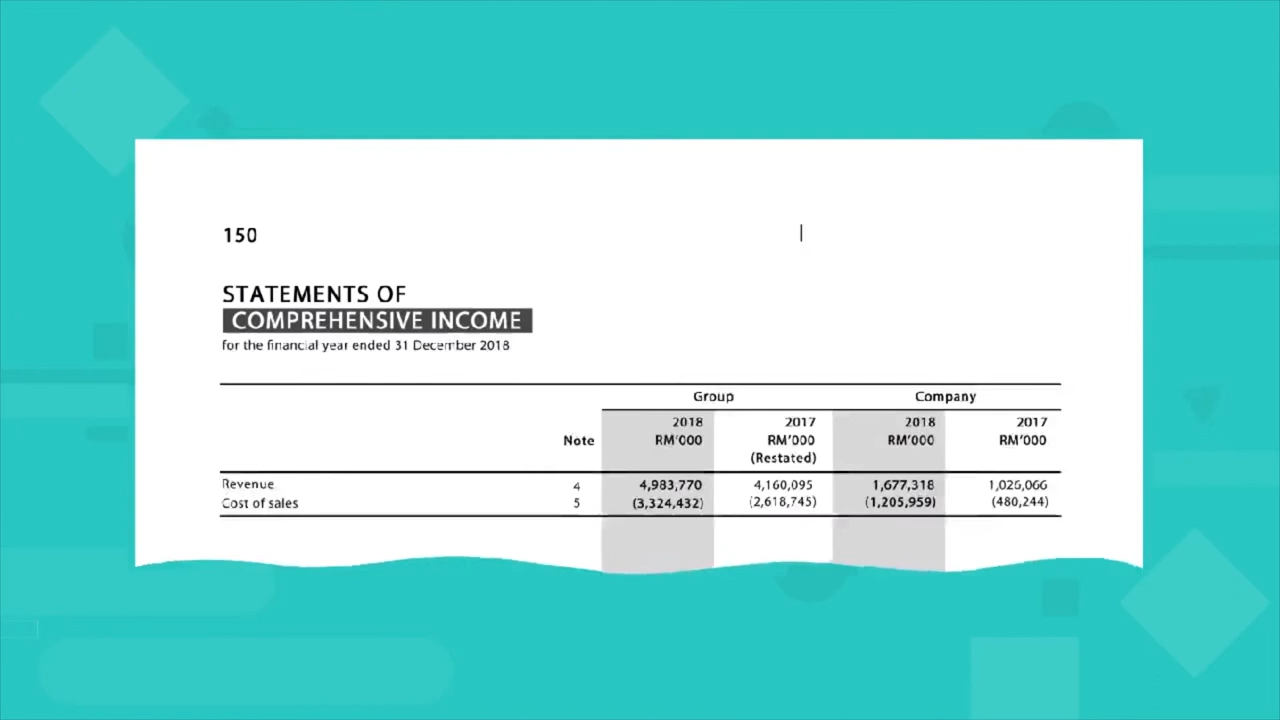 150
STATEMENTS OF
COMPREHENSIVE INCOME
for the financial year ended 31 December 2018
Group Company
2018 2017 2018 2017
Note RM'000 RM'000 RM'000 RM'000
(Restated)
Revenue 4 4,983,770 4,160,095 1,677,318 1,026,066
Cost of sales 5 (3,324,432) (2,618,745) (1,205,959) (480,244)